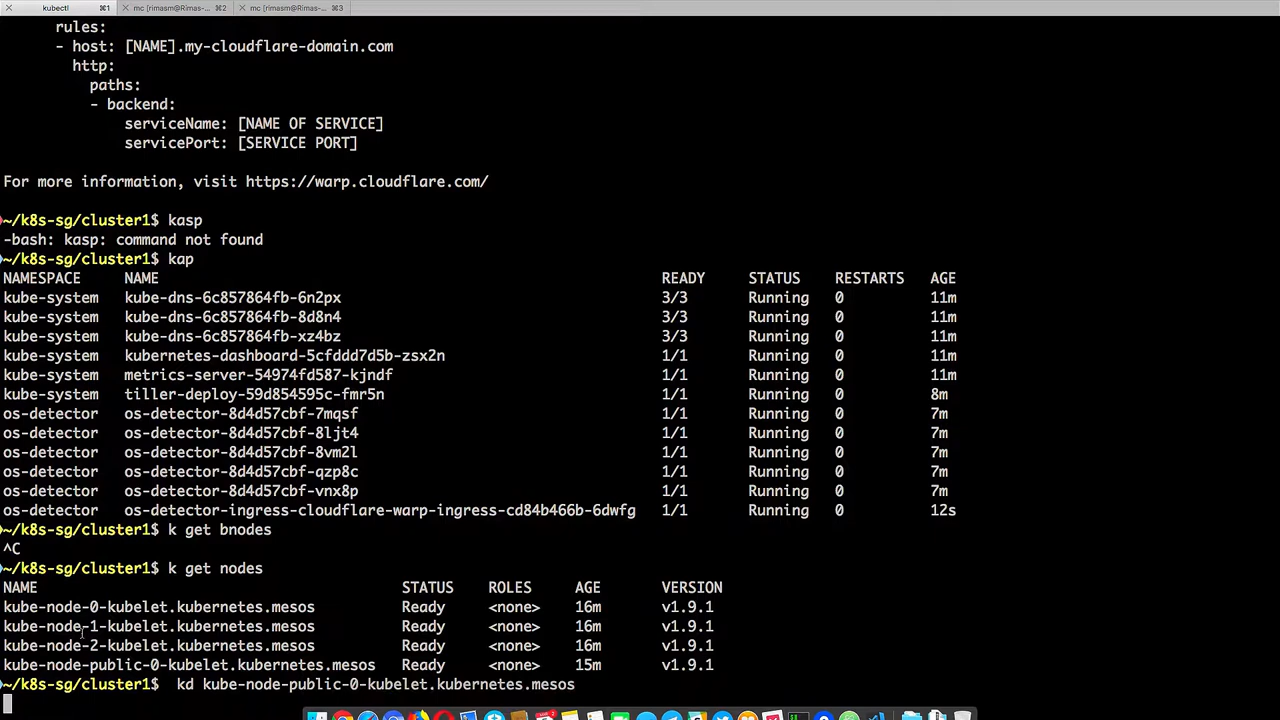 kubectl ⌘1 mc [rimasm@Rimas-... ⌘2 mc [rimasm@Rimas-... ⌘3
rules:
- host: [NAME].my-cloudflare-domain.com
http:
paths:
- backend:
serviceName: [NAME OF SERVICE]
servicePort: [SERVICE PORT]
For more information, visit https://warp.cloudflare.com/
~/k8s-sg/cluster1$ kasp
-bash: kasp: command not found
~/k8s-sg/cluster1$ kap
NAMESPACE NAME READY STATUS RESTARTS AGE
kube-system kube-dns-6c857864fb-6n2px 3/3 Running 0 11m
kube-system kube-dns-6c857864fb-8d8n4 3/3 Running 0 11m
kube-system kube-dns-6c857864fb-xz4bz 3/3 Running 0 11m
kube-system kubernetes-dashboard-5cfddd7d5b-zsx2n 1/1 Running 0 11m
kube-system metrics-server-54974fd587-kjndf 1/1 Running 0 11m
kube-system tiller-deploy-59d854595c-fmr5n 1/1 Running 0 8m
os-detector os-detector-8d4d57cbf-7mqsf 1/1 Running 0 7m
os-detector os-detector-8d4d57cbf-8ljt4 1/1 Running 0 7m
os-detector os-detector-8d4d57cbf-8vm2l 1/1 Running 0 7m
os-detector os-detector-8d4d57cbf-qzp8c 1/1 Running 0 7m
os-detector os-detector-8d4d57cbf-vnx8p 1/1 Running 0 7m
os-detector os-detector-ingress-cloudflare-warp-ingress-cd84b466b-6dwfg 1/1 Running 0 12s
~/k8s-sg/cluster1$ k get bnodes
^C
~/k8s-sg/cluster1$ k get nodes
NAME STATUS ROLES AGE VERSION
kube-node-0-kubelet.kubernetes.mesos Ready <none> 16m v1.9.1
kube-node-1-kubelet.kubernetes.mesos Ready <none> 16m v1.9.1
kube-node-2-kubelet.kubernetes.mesos Ready <none> 16m v1.9.1
kube-node-public-0-kubelet.kubernetes.mesos Ready <none> 15m v1.9.1
~/k8s-sg/cluster1$ kd kube-node-public-0-kubelet.kubernetes.mesos